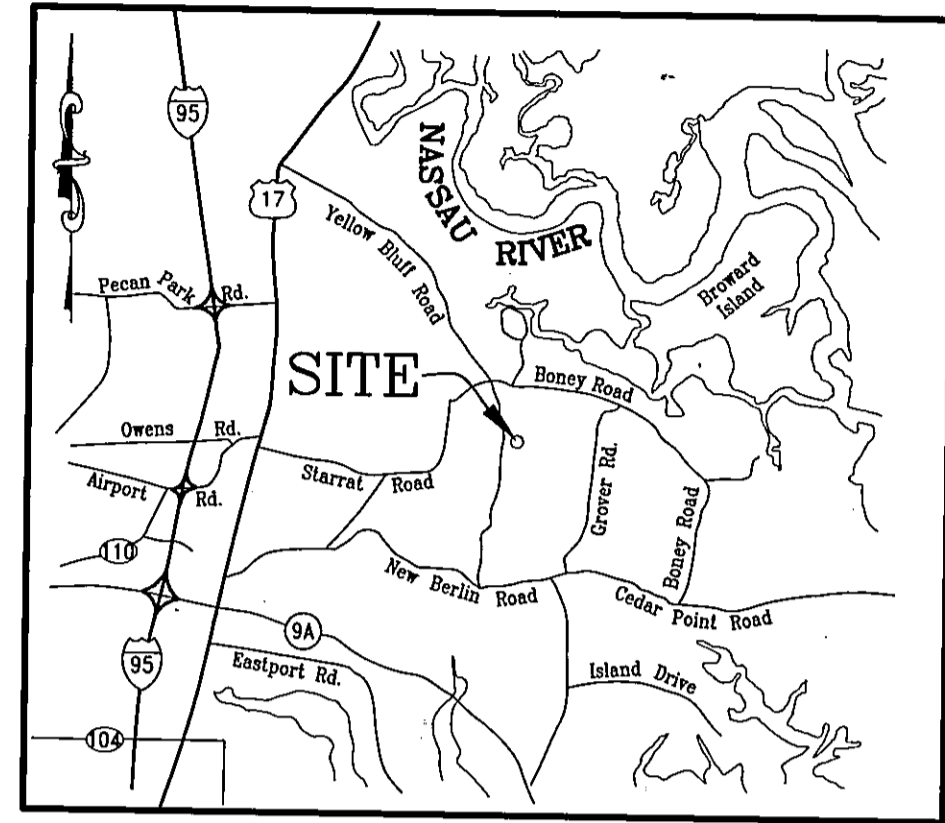 95
17
NASSAU
RIVER
Yellow Bluff Road
Pecan Park Rd.
Broward
Island
SITE
Boney Road
Owens Rd.
Starrat Road
Airport Rd.
Grover Rd.
110
New Berlin Road
Boney Road
Cedar Point Road
9A
95
Eastport Rd.
Island Drive
104